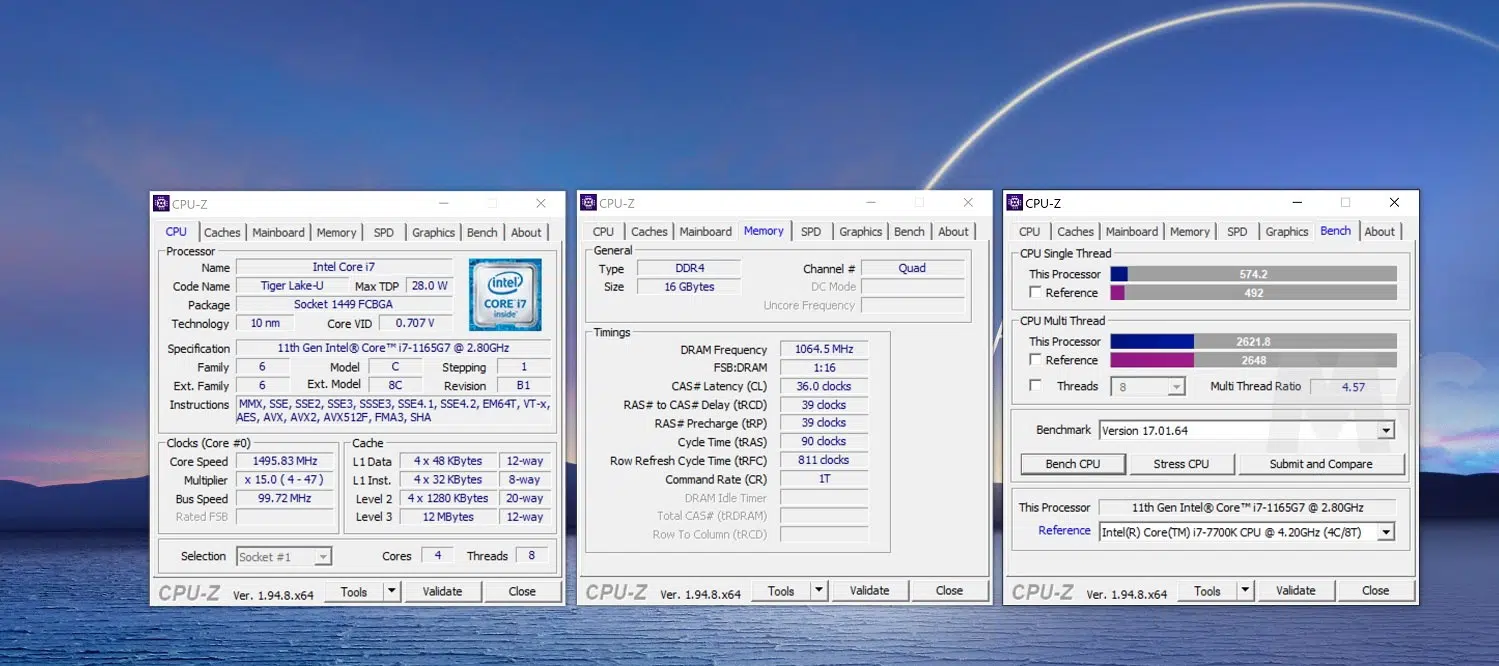 CPU-Z
CPU Caches Mainboard Memory SPD Graphics Bench About
Processor
Name Intel Core i7
Code Name Tiger Lake-U Max TDP 28.0 W
Package Socket 1449 FCBGA
Technology 10 nm Core VID 0.707 V
intel
CORE i7
inside™
Specification 11th Gen Intel® Core™ i7-1165G7 @ 2.80GHz
Family 6 Model C Stepping 1
Ext. Family 6 Ext. Model 8C Revision B1
Instructions MMX, SSE, SSE2, SSE3, SSSE3, SSE4.1, SSE4.2, EM64T, VT-x,
AES, AVX, AVX2, AVX512F, FMA3, SHA
Clocks (Core #0)
Core Speed 1495.83 MHz
Multiplier x 15.0 ( 4 - 47 )
Bus Speed 99.72 MHz
Rated FSB
Cache
L1 Data 4 x 48 KBytes 12-way
L1 Inst. 4 x 32 KBytes 8-way
Level 2 4 x 1280 KBytes 20-way
Level 3 12 MBytes 12-way
Selection Socket #1 Cores 4 Threads 8
CPU-Z Ver. 1.94.8.x64 Tools Validate Close
CPU-Z
CPU Caches Mainboard Memory SPD Graphics Bench About
General
Type DDR4 Channel # Quad
Size 16 GBytes DC Mode
Uncore Frequency
Timings
DRAM Frequency 1064.5 MHz
FSB:DRAM 1:16
CAS# Latency (CL) 36.0 clocks
RAS# to CAS# Delay (tRCD) 39 clocks
RAS# Precharge (tRP) 39 clocks
Cycle Time (tRAS) 90 clocks
Row Refresh Cycle Time (tRFC) 811 clocks
Command Rate (CR) 1T
DRAM Idle Timer
Total CAS# (tRDRAM)
Row To Column (tRCD)
CPU-Z Ver. 1.94.8.x64 Tools Validate Close
CPU-Z
CPU Caches Mainboard Memory SPD Graphics Bench About
CPU Single Thread
This Processor 574.2
Reference 492
CPU Multi Thread
This Processor 2621.8
Reference 2648
Threads 8 Multi Thread Ratio 4.57
Benchmark Version 17.01.64
Bench CPU Stress CPU Submit and Compare
This Processor 11th Gen Intel® Core™ i7-1165G7 @ 2.80GHz
Reference Intel(R) Core(TM) i7-7700K CPU @ 4.20GHz (4C/8T)
CPU-Z Ver. 1.94.8.x64 Tools Validate Close